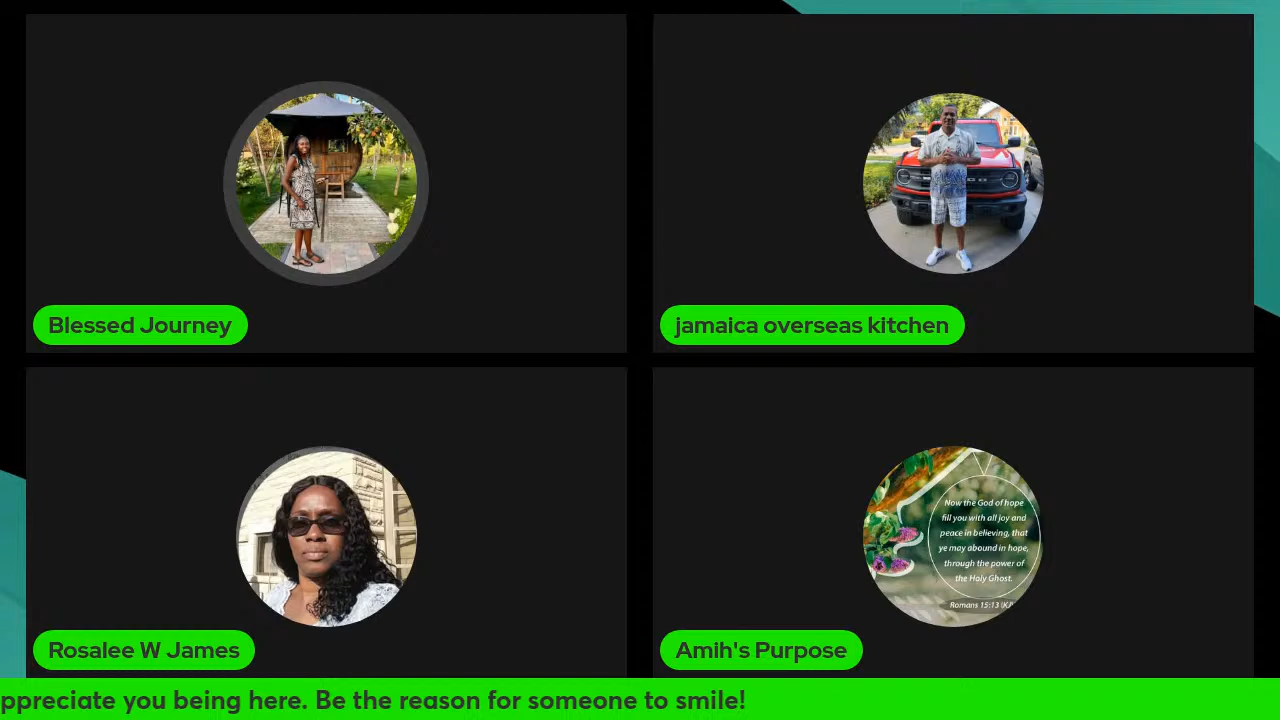 Blessed Journey
jamaica overseas kitchen
Rosalee W James
Now the God of hope
fill you with all joy and
peace in believing, that
ye may abound in hope,
through the power of
the Holy Ghost.
Romans 15:13
Amih's Purpose
ppreciate you being here. Be the reason for someone to smile!